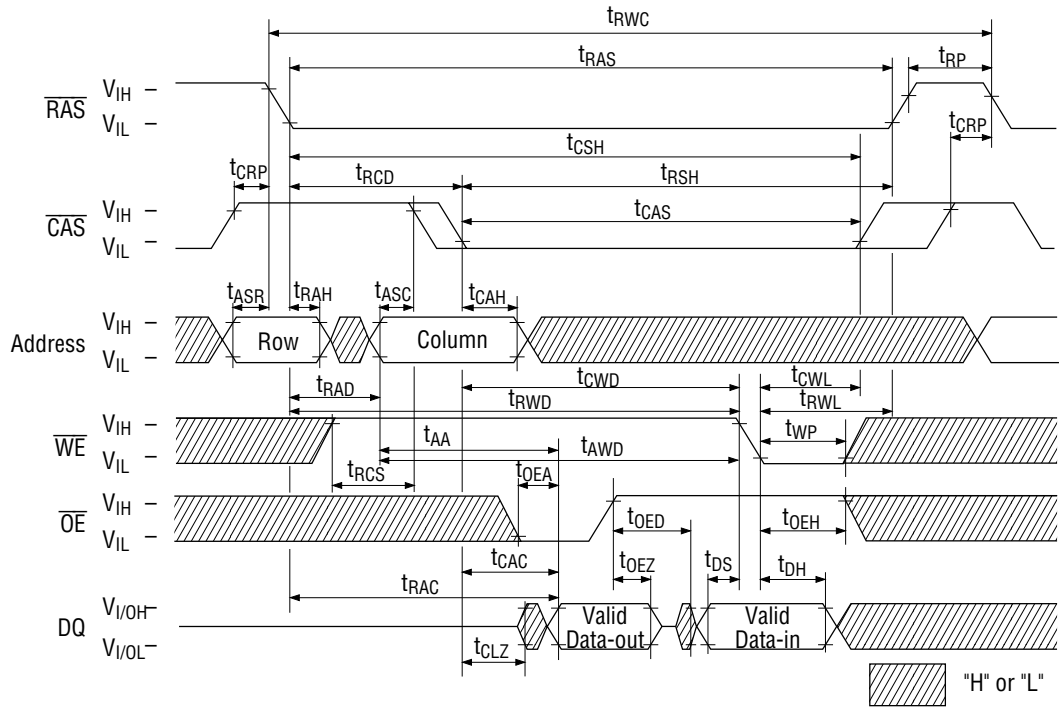 tRWC
tRAS
tRP
RAS
VIH
VIL
tCRP
tCSH
tCRP
tRCD
tRSH
CAS
VIH
VIL
tCAS
tASR
tRAH
tASC
tCAH
Address
VIH
VIL
Row
Column
tRAD
tCWD
tCWL
tRWD
tRWL
WE
VIH
VIL
tAA
tAWD
tWP
tRCS
tOEA
OE
VIH
VIL
tOED
tOEH
tCAC
tOEZ
tDS
tDH
tRAC
DQ
VI/OH
VI/OL
Valid
Data-out
Valid
Data-in
tCLZ
"H" or "L"